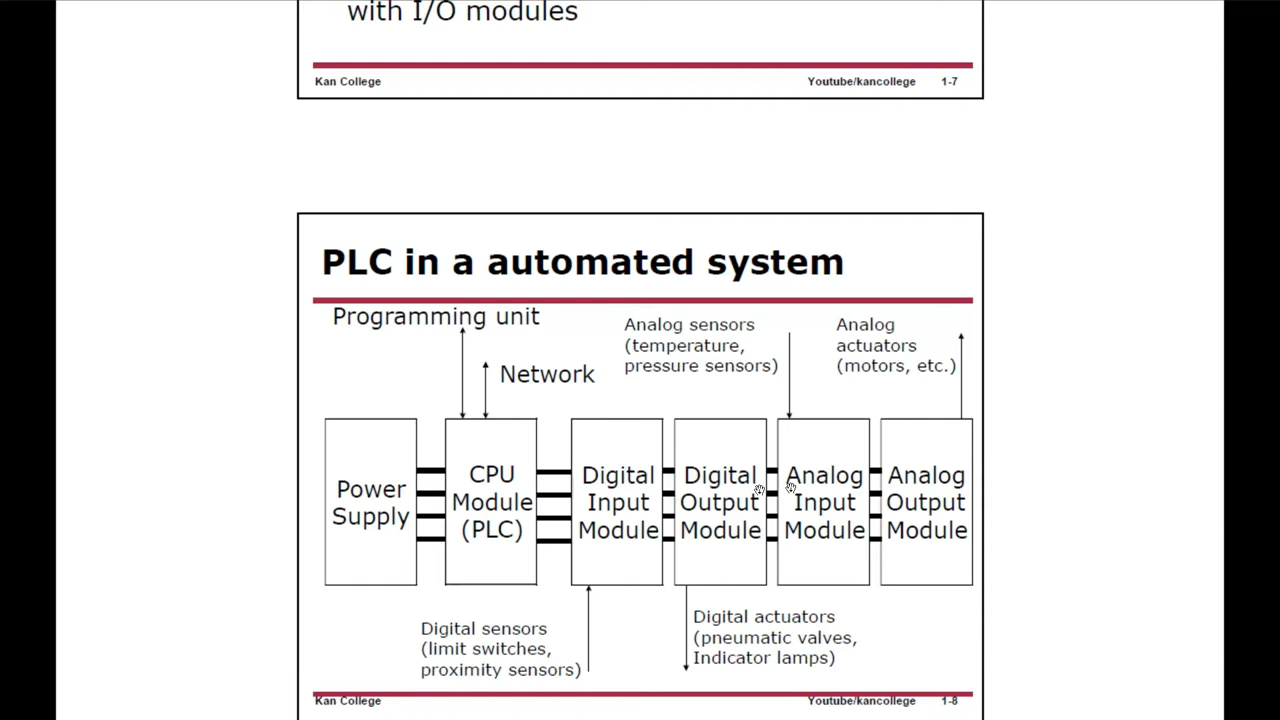 with I/O modules
Kan College
Youtube/kancollege
1-7
PLC in a automated system
Programming unit
Network
Analog sensors
(temperature,
pressure sensors)
Analog
actuators
(motors, etc.)
Power
Supply
CPU
Module
(PLC)
Digital
Input
Module
Digital
Output
Module
Analog
Input
Module
Analog
Output
Module
Digital sensors
(limit switches,
proximity sensors)
Digital actuators
(pneumatic valves,
Indicator lamps)
Kan College
Youtube/kancollege
1-8